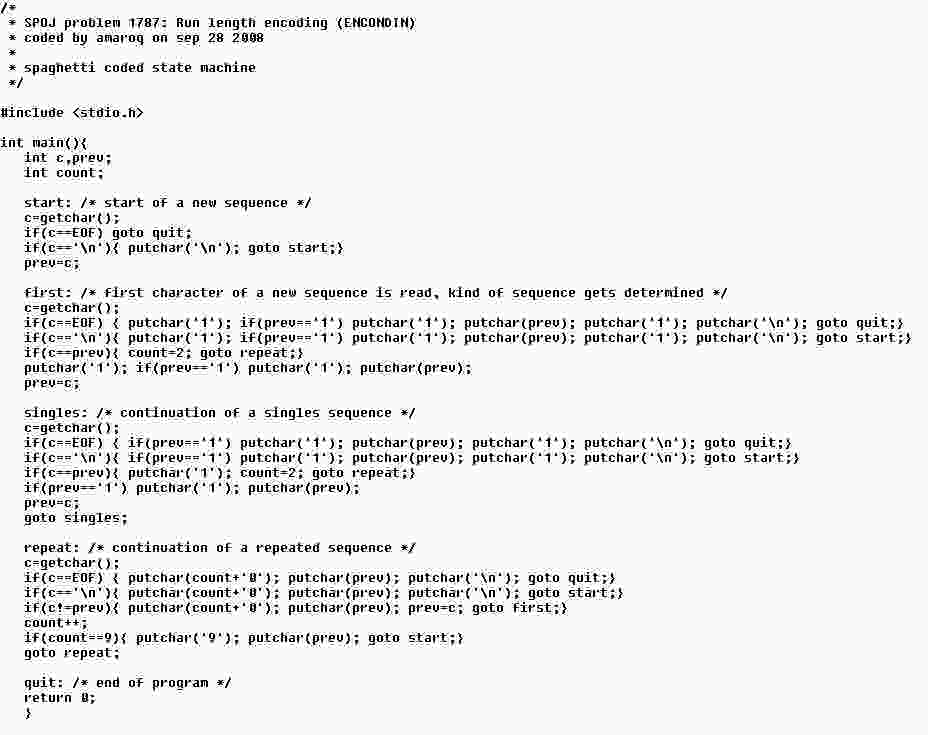 /*
 * SPOJ problem 1787: Run length encoding (ENCONDIN)
 * coded by amaroq on sep 28 2008
 *
 * spaghetti coded state machine
 */

#include <stdio.h>

int main(){
   int c,prev;
   int count;

   start: /* start of a new sequence */
   c=getchar();
   if(c==EOF) goto quit;
   if(c=='\n'){ putchar('\n'); goto start;}
   prev=c;

   first: /* first character of a new sequence is read, kind of sequence gets determined */
   c=getchar();
   if(c==EOF) { putchar('1'); if(prev=='1') putchar('1'); putchar(prev); putchar('1'); putchar('\n'); goto quit;}
   if(c=='\n'){ putchar('1'); if(prev=='1') putchar('1'); putchar(prev); putchar('1'); putchar('\n'); goto start;}
   if(c==prev){ count=2; goto repeat;}
   putchar('1'); if(prev=='1') putchar('1'); putchar(prev);
   prev=c;

   singles: /* continuation of a singles sequence */
   c=getchar();
   if(c==EOF) { if(prev=='1') putchar('1'); putchar(prev); putchar('1'); putchar('\n'); goto quit;}
   if(c=='\n'){ if(prev=='1') putchar('1'); putchar(prev); putchar('1'); putchar('\n'); goto start;}
   if(c==prev){ putchar('1'); count=2; goto repeat;}
   if(prev=='1') putchar('1'); putchar(prev);
   prev=c;
   goto singles;

   repeat: /* continuation of a repeated sequence */
   c=getchar();
   if(c==EOF) { putchar(count+'0'); putchar(prev); putchar('\n'); goto quit;}
   if(c=='\n'){ putchar(count+'0'); putchar(prev); putchar('\n'); goto start;}
   if(c!=prev){ putchar(count+'0'); putchar(prev); prev=c; goto first;}
   count++;
   if(count==9){ putchar('9'); putchar(prev); goto start;}
   goto repeat;

   quit: /* end of program */
   return 0;
   }